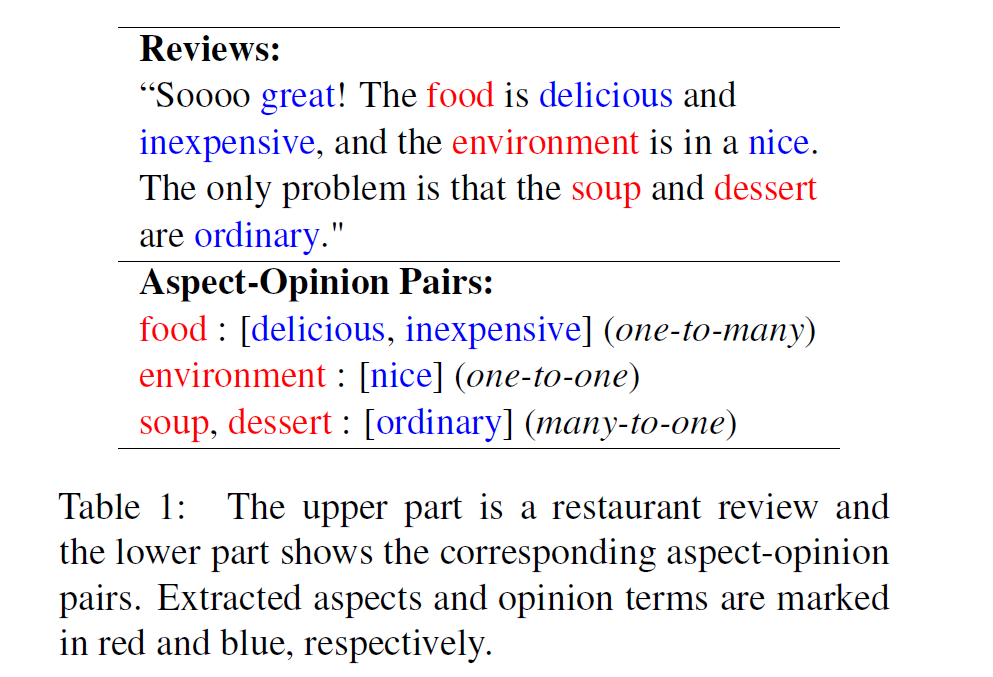 Reviews:
“Soooo great! The food is delicious and
inexpensive, and the environment is in a nice.
The only problem is that the soup and dessert
are ordinary."
Aspect-Opinion Pairs:
food : [delicious, inexpensive] (one-to-many)
environment : [nice] (one-to-one)
soup, dessert : [ordinary] (many-to-one)
Table 1: The upper part is a restaurant review and
the lower part shows the corresponding aspect-opinion
pairs. Extracted aspects and opinion terms are marked
in red and blue, respectively.